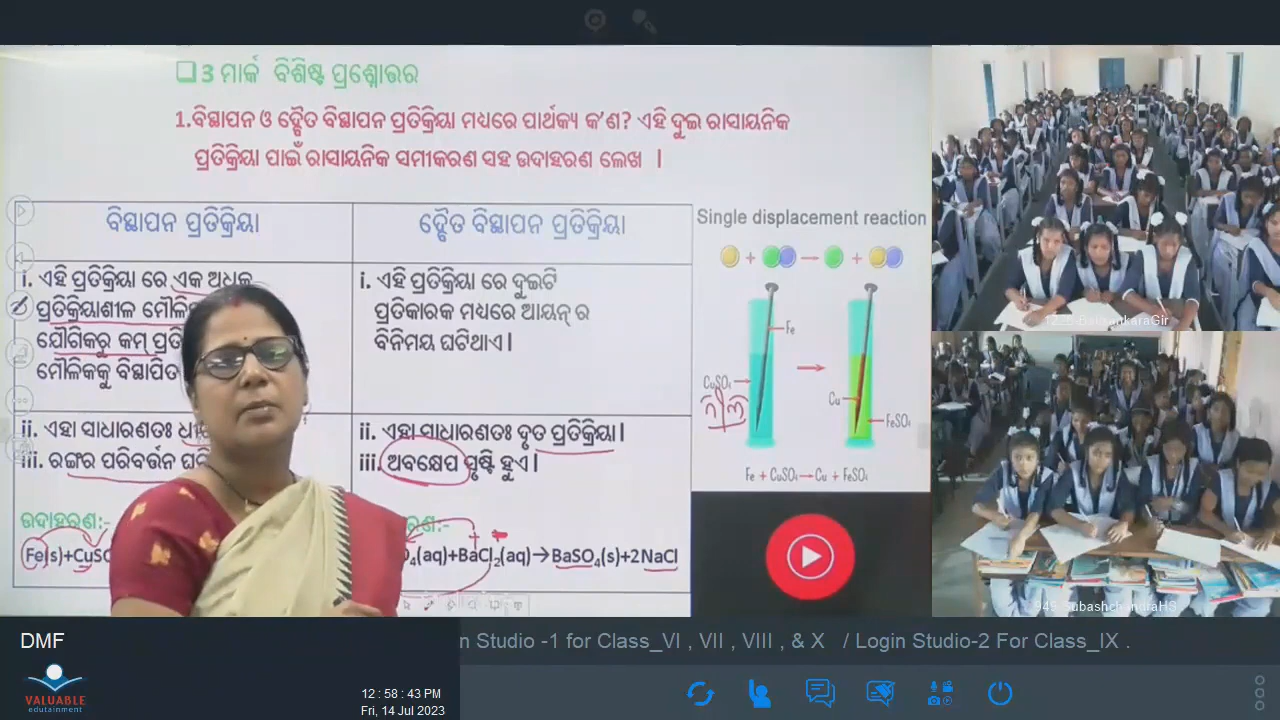 ❑3 ମାର୍କ ବିଶିଷ୍ଟ ପ୍ରଶ୍ନୋତ୍ତର
1.ବିସ୍ଥାପନ ଓ ଦ୍ବୈତ ବିସ୍ଥାପନ ପ୍ରତିକ୍ରିୟା ମଧ୍ୟରେ ପାର୍ଥକ୍ୟ କ'ଣ? ଏହି ଦୁଇ ରାସାୟନିକ
ପ୍ରତିକ୍ରିୟା ପାଇଁ ରାସାୟନିକ ସମୀକରଣ ସହ ଉଦାହରଣ ଲେଖ ।
ବିସ୍ଥାପନ ପ୍ରତିକ୍ରିୟା
i. ଏହି ପ୍ରତିକ୍ରିୟା ରେ ଏକ ଅଧିକ
ପ୍ରତିକ୍ରିୟାଶୀଳ
ଯୌଗିକରୁ କମ୍
ମୌଳିକକୁ ବିସ୍ଥାପିତ
ii. ଏହା ସାଧାରଣତଃ
iii. ରଙ୍ଗର ପରିବର୍ତ୍ତନ
ଉଦାହରଣ:-
Fe(s)+CuSO
ଦ୍ବୈତ ବିସ୍ଥାପନ ପ୍ରତିକ୍ରିୟା
i. ଏହି ପ୍ରତିକ୍ରିୟା ରେ ଦୁଇଟି
ପ୍ରତିକାରକ ମଧ୍ୟରେ ଆୟନ୍ ର
ବିନିମୟ ଘଟିଥାଏ।
ii. ଏହା ସାଧାରଣତଃ ଦୃତ ପ୍ରତିକ୍ରିୟା।
iii. ଅବକ୍ଷେପ ସୃଷ୍ଟି ହୁଏ।
O₄(aq)+BaCl₂(aq)→BaSO₄(s)+2NaCl
Single displacement reaction
Fe
CuSO₄
ନୀଳ
Cu
FeSO₄
Fe + CuSO₄→Cu + FeSO₄
DMF
n Studio -1 for Class_VI , VII , VIII , & X / Login Studio-2 For Class_IX .
VALUABLE
edutainment
12 : 58 : 43 PM
Fri, 14 Jul 2023